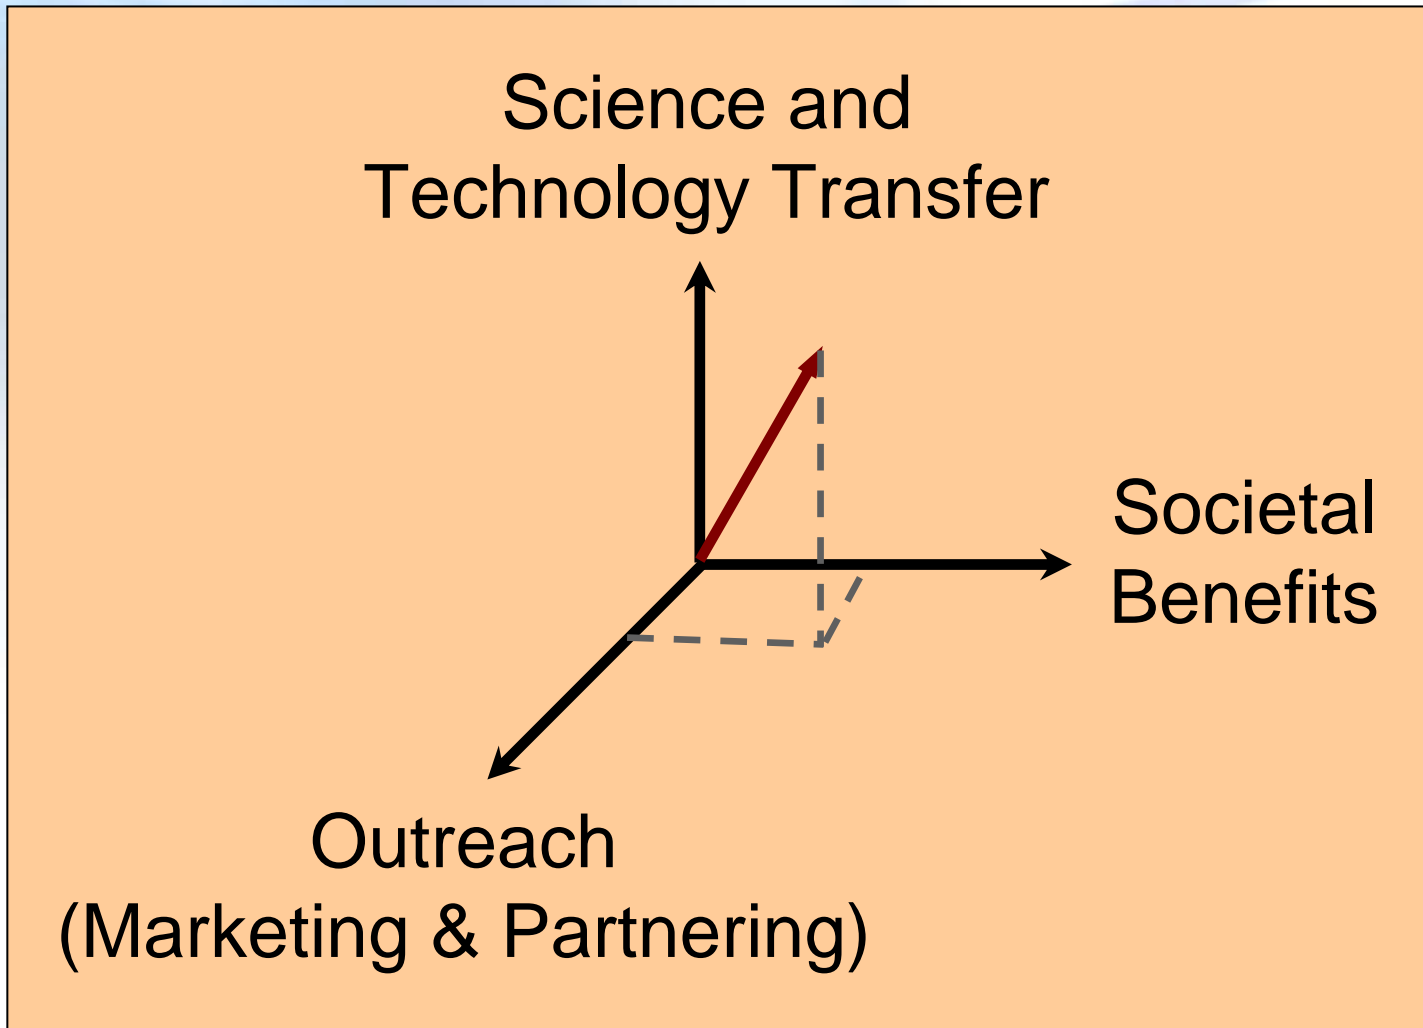 Science and
Technology Transfer
Societal
Benefits
Outreach
(Marketing & Partnering)